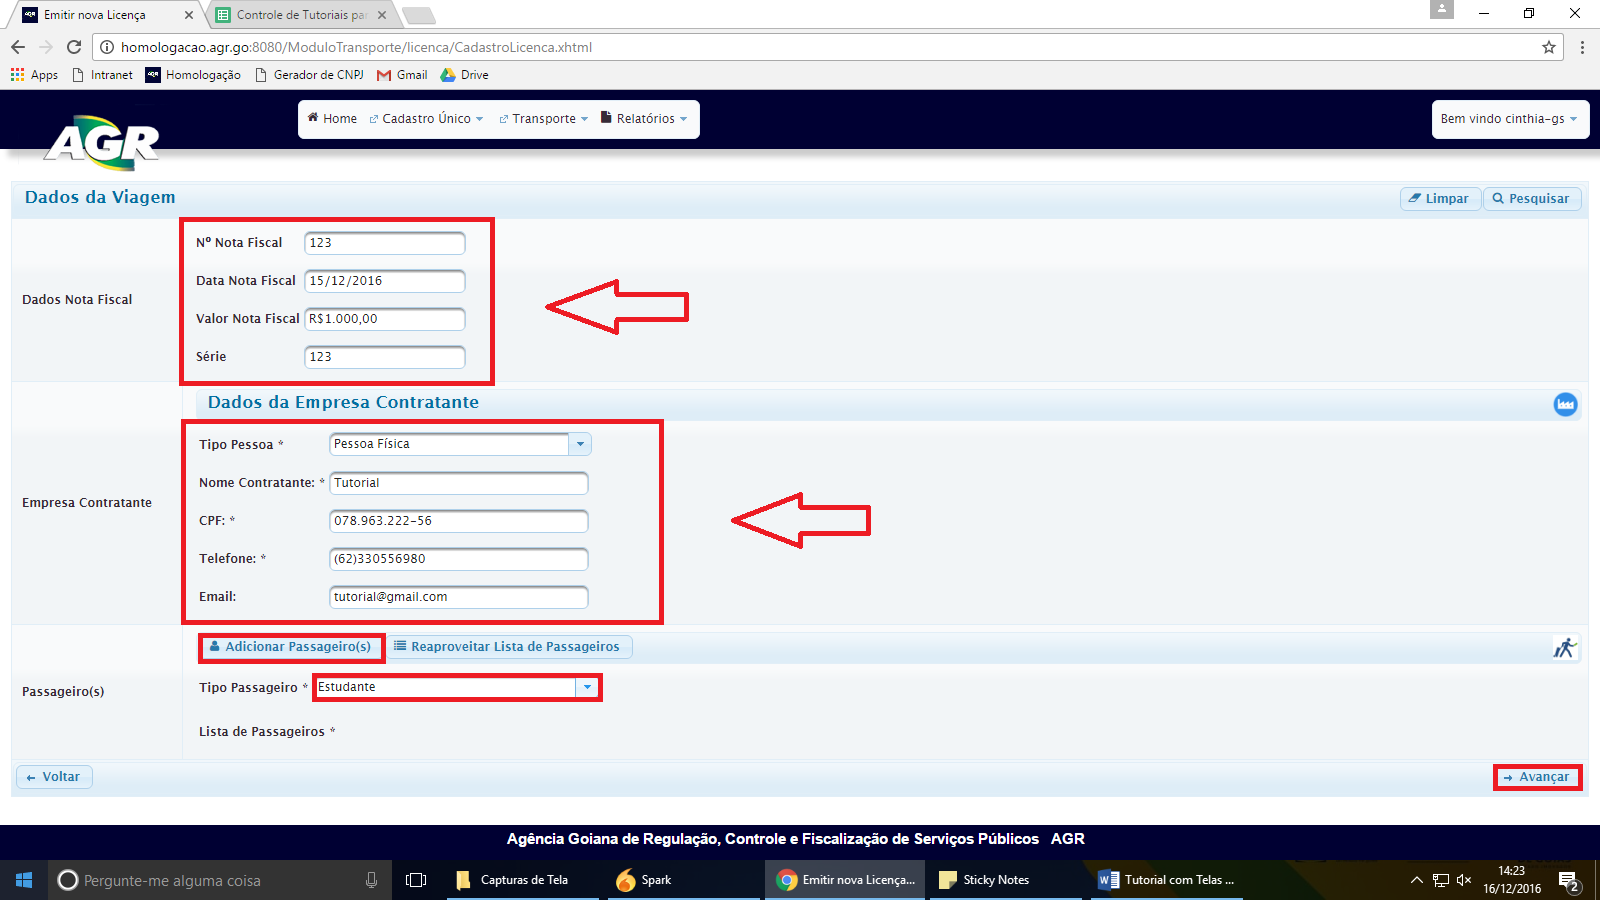 Emitir nova Licença
Controle de Tutoriais pa
homologacao.agr.go:8080/ModuloTransporte/licenca/CadastroLicenca.xhtml
Apps Intranet Homologação Gerador de CNPJ Gmail Drive
AGR
Home Cadastro Único Transporte Relatórios
Bem vindo cinthia-gs
Dados da Viagem
Limpar Pesquisar
Dados Nota Fiscal
Nº Nota Fiscal 123
Data Nota Fiscal 15/12/2016
Valor Nota Fiscal R$1.000,00
Série 123
Dados da Empresa Contratante
Empresa Contratante
Tipo Pessoa * Pessoa Física
Nome Contratante: * Tutorial
CPF: * 078.963.222-56
Telefone: * (62)330556980
Email: tutorial@gmail.com
Adicionar Passageiro(s) Reaproveitar Lista de Passageiros
Passageiro(s)
Tipo Passageiro * Estudante
Lista de Passageiros *
Voltar
Avançar
Agência Goiana de Regulação, Controle e Fiscalização de Serviços Públicos AGR
Pergunte-me alguma coisa
Capturas de Tela
Spark
Emitir nova Licença...
Sticky Notes
Tutorial com Telas ...
14:23
16/12/2016
2